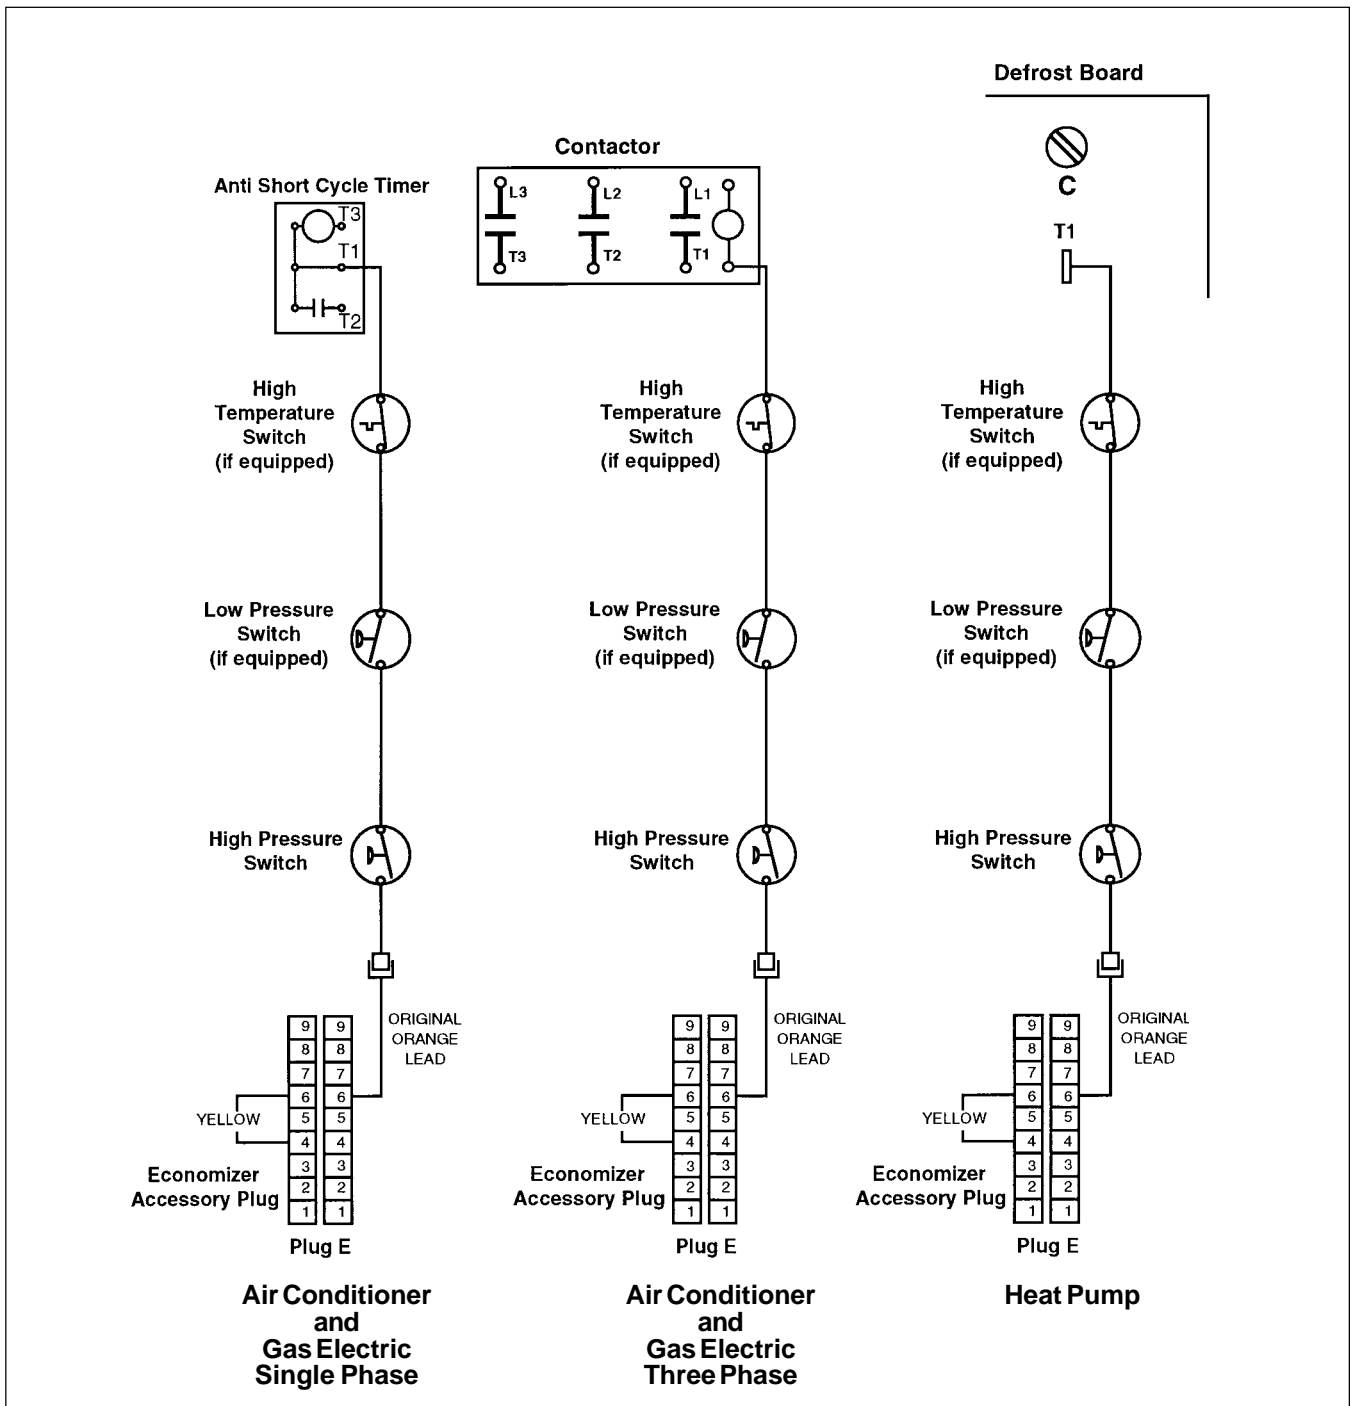 Defrost Board
C
T1
Contactor
L3
L2
L1
T3
T2
T1
Anti Short Cycle Timer
T3
T1
T2
High
Temperature
Switch
(if equipped)
High
Temperature
Switch
(if equipped)
High
Temperature
Switch
(if equipped)
Low Pressure
Switch
(if equipped)
Low Pressure
Switch
(if equipped)
Low Pressure
Switch
(if equipped)
High Pressure
Switch
High Pressure
Switch
High Pressure
Switch
ORIGINAL
ORANGE
LEAD
9 9
8 8
7 7
6 6
5 5
4 4
3 3
2 2
1 1
YELLOW
Economizer
Accessory Plug
Plug E
Air Conditioner
and
Gas Electric
Single Phase
ORIGINAL
ORANGE
LEAD
9 9
8 8
7 7
6 6
5 5
4 4
3 3
2 2
1 1
YELLOW
Economizer
Accessory Plug
Plug E
Air Conditioner
and
Gas Electric
Three Phase
ORIGINAL
ORANGE
LEAD
9 9
8 8
7 7
6 6
5 5
4 4
3 3
2 2
1 1
YELLOW
Economizer
Accessory Plug
Plug E
Heat Pump